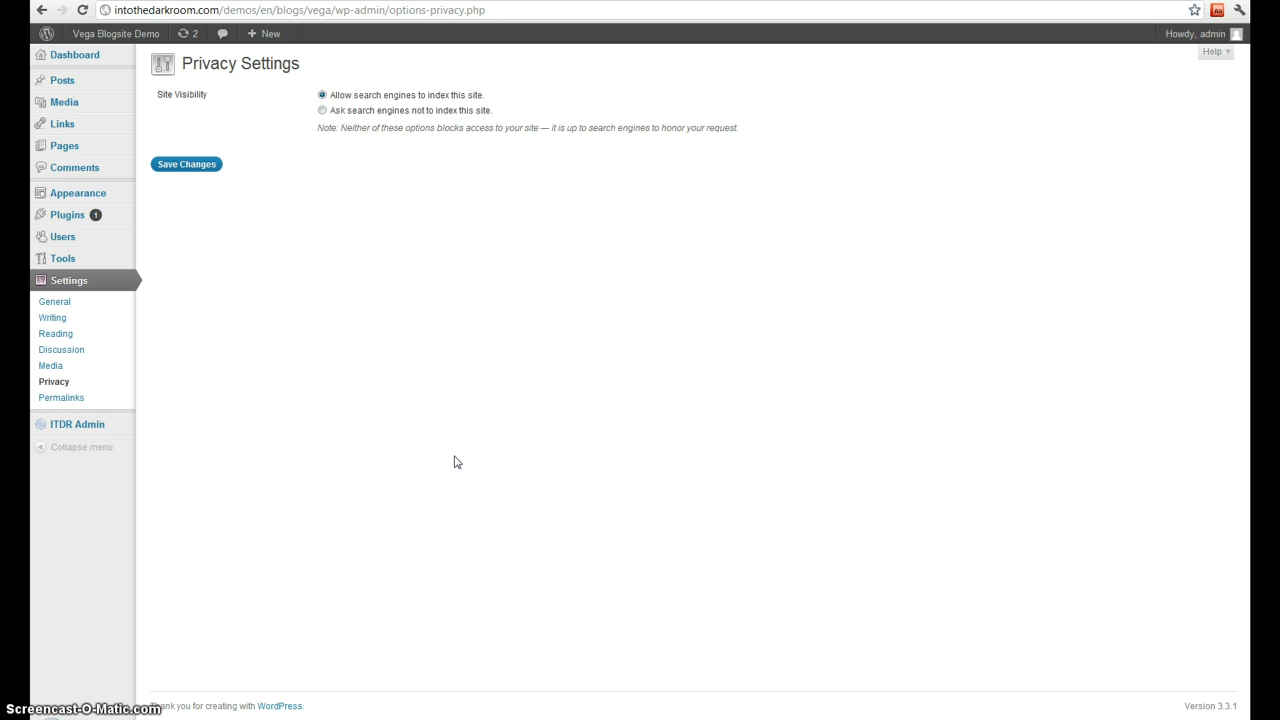 intothedarkroom.com/demos/en/blogs/vega/wp-admin/options-privacy.php
Vega Blogsite Demo 2 + New Howdy, admin
Help
Dashboard
Posts
Media
Links
Pages
Comments
Appearance
Plugins 1
Users
Tools
Settings
General
Writing
Reading
Discussion
Media
Privacy
Permalinks
ITDR Admin
Collapse menu
Privacy Settings
Site Visibility
Allow search engines to index this site.
Ask search engines not to index this site.
Note: Neither of these options blocks access to your site — it is up to search engines to honor your request.
Save Changes
Screencast-O-Matic.com
hank you for creating with WordPress. Version 3.3.1